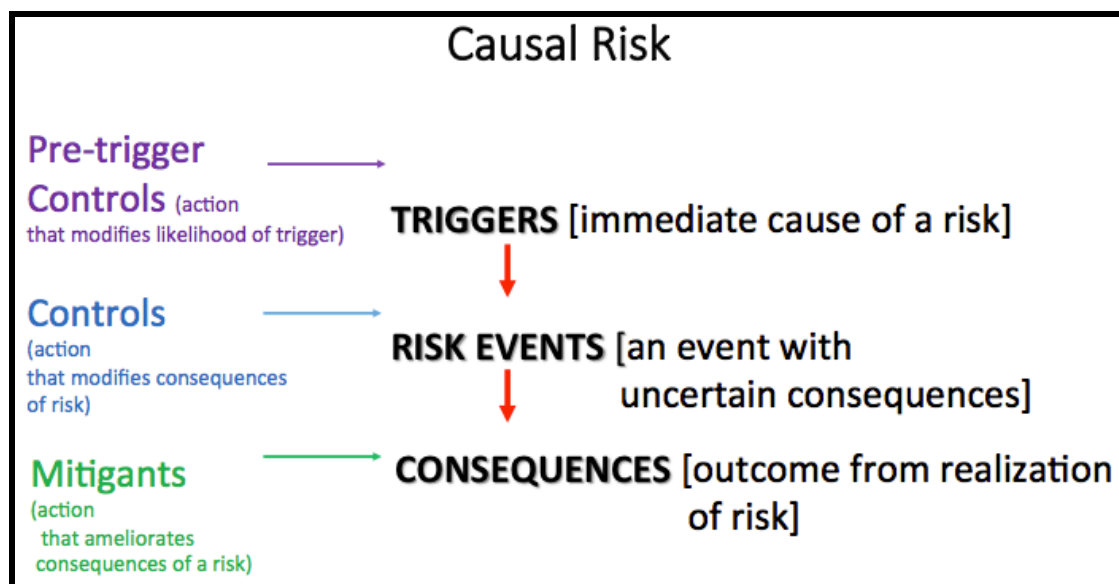 Causal Risk
Pre-trigger
Controls (action
that modifies likelihood of trigger)
TRIGGERS [immediate cause of a risk]
Controls
(action
that modifies consequences
of risk)
RISK EVENTS [an event with
uncertain consequences]
Mitigants
(action
that ameliorates
consequences of a risk)
CONSEQUENCES [outcome from realization
of risk]